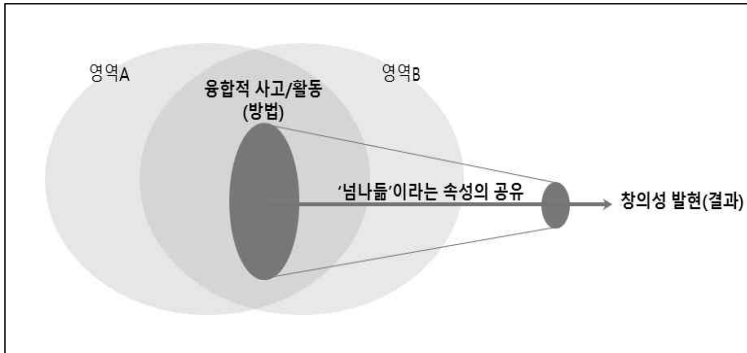 영역A
영역B
융합적 사고/활동
(방법)
'넘나듦'이라는 속성의 공유
창의성 발현(결과)